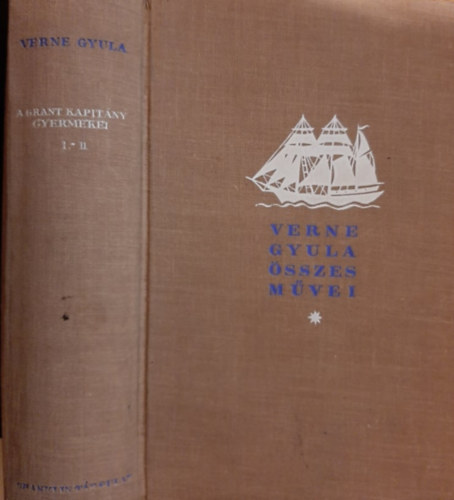 VERNE GYULA
A GRANT KAPITÁNY
GYERMEKEI
I.-II.
VERNE
GYULA
ÖSSZES
MŰVEI